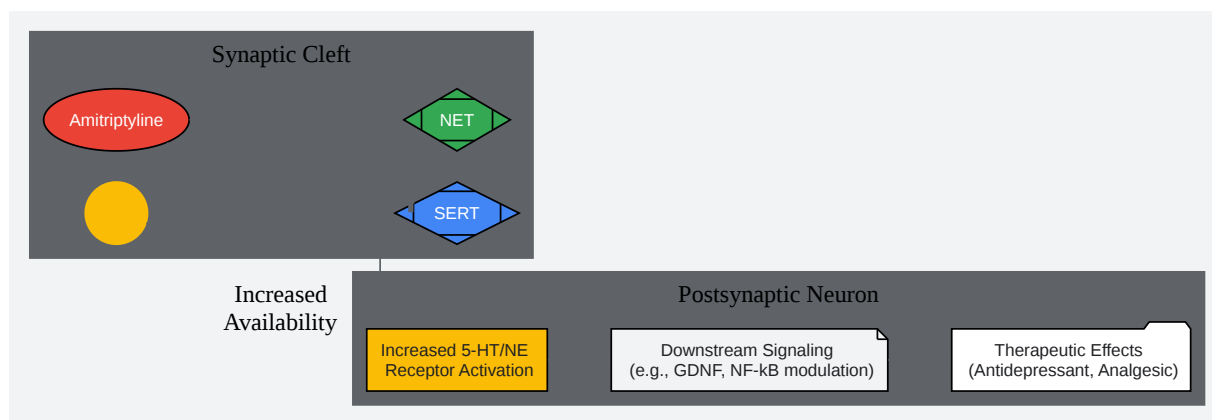 Synaptic Cleft
Amitriptyline
NET
SERT
Increased
Availability
Postsynaptic Neuron
Increased 5-HT/NE
Receptor Activation
Downstream Signaling
(e.g., GDNF, NF-kB modulation)
Therapeutic Effects
(Antidepressant, Analgesic)